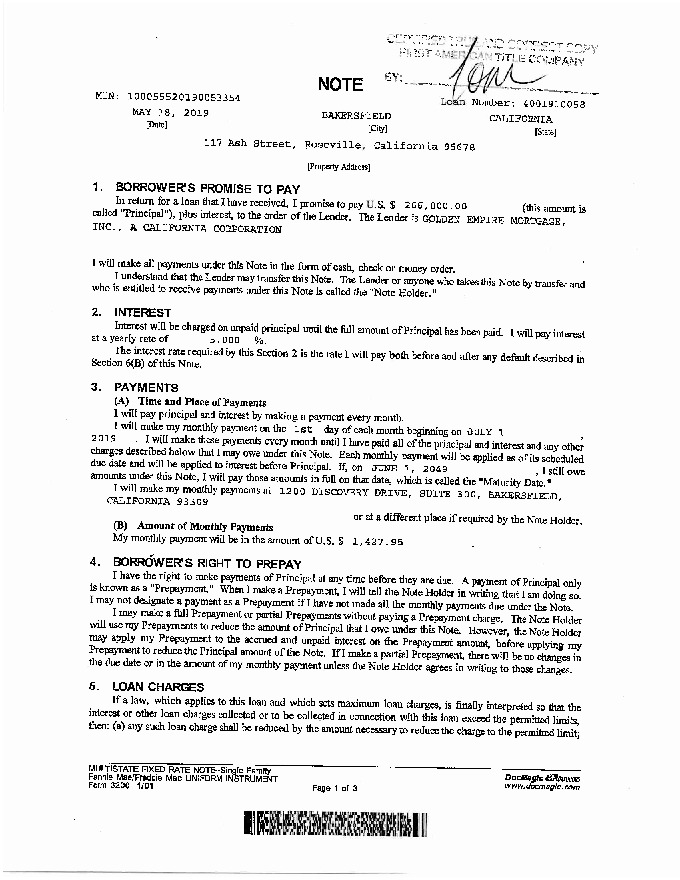 CERTIFIED TRUE AND CORRECT COPY
FIRST AMERICAN TITLE COMPANY
BY:
NOTE
MIN: 100055520190053354
Loan Number: 4001910058
MAY 28, 2019
BAKERSFIELD
CALIFORNIA
[Date]
[City]
[State]
117 Ash Street, Roseville, California 95678
[Property Address]
1. BORROWER'S PROMISE TO PAY
In return for a loan that I have received, I promise to pay U.S. $ 266,000.00 (this amount is
called "Principal"), plus interest, to the order of the Lender. The Lender is GOLDEN EMPIRE MORTGAGE,
INC., A CALIFORNIA CORPORATION
I will make all payments under this Note in the form of cash, check or money order.
I understand that the Lender may transfer this Note. The Lender or anyone who takes this Note by transfer and
who is entitled to receive payments under this Note is called the "Note Holder."
2. INTEREST
Interest will be charged on unpaid principal until the full amount of Principal has been paid. I will pay interest
at a yearly rate of 5.000 %.
The interest rate required by this Section 2 is the rate I will pay both before and after any default described in
Section 6(B) of this Note.
3. PAYMENTS
(A) Time and Place of Payments
I will pay principal and interest by making a payment every month.
I will make my monthly payment on the 1st day of each month beginning on JULY 1 ,
2019 . I will make these payments every month until I have paid all of the principal and interest and any other
charges described below that I may owe under this Note. Each monthly payment will be applied as of its scheduled
due date and will be applied to interest before Principal. If, on JUNE 1, 2049 , I still owe
amounts under this Note, I will pay those amounts in full on that date, which is called the "Maturity Date."
I will make my monthly payments at 1200 DISCOVERY DRIVE, SUITE 300, BAKERSFIELD,
CALIFORNIA 93309
or at a different place if required by the Note Holder.
(B) Amount of Monthly Payments
My monthly payment will be in the amount of U.S. $ 1,427.95
4. BORROWER'S RIGHT TO PREPAY
I have the right to make payments of Principal at any time before they are due. A payment of Principal only
is known as a "Prepayment." When I make a Prepayment, I will tell the Note Holder in writing that I am doing so.
I may not designate a payment as a Prepayment if I have not made all the monthly payments due under the Note.
I may make a full Prepayment or partial Prepayments without paying a Prepayment charge. The Note Holder
will use my Prepayments to reduce the amount of Principal that I owe under this Note. However, the Note Holder
may apply my Prepayment to the accrued and unpaid interest on the Prepayment amount, before applying my
Prepayment to reduce the Principal amount of the Note. If I make a partial Prepayment, there will be no changes in
the due date or in the amount of my monthly payment unless the Note Holder agrees in writing to those changes.
5. LOAN CHARGES
If a law, which applies to this loan and which sets maximum loan charges, is finally interpreted so that the
interest or other loan charges collected or to be collected in connection with this loan exceed the permitted limits,
then: (a) any such loan charge shall be reduced by the amount necessary to reduce the charge to the permitted limit;
MULTISTATE FIXED RATE NOTE-Single Family
Fannie Mae/Freddie Mac UNIFORM INSTRUMENT
Form 3200 1/01
Page 1 of 3
DocMagic
www.docmagic.com